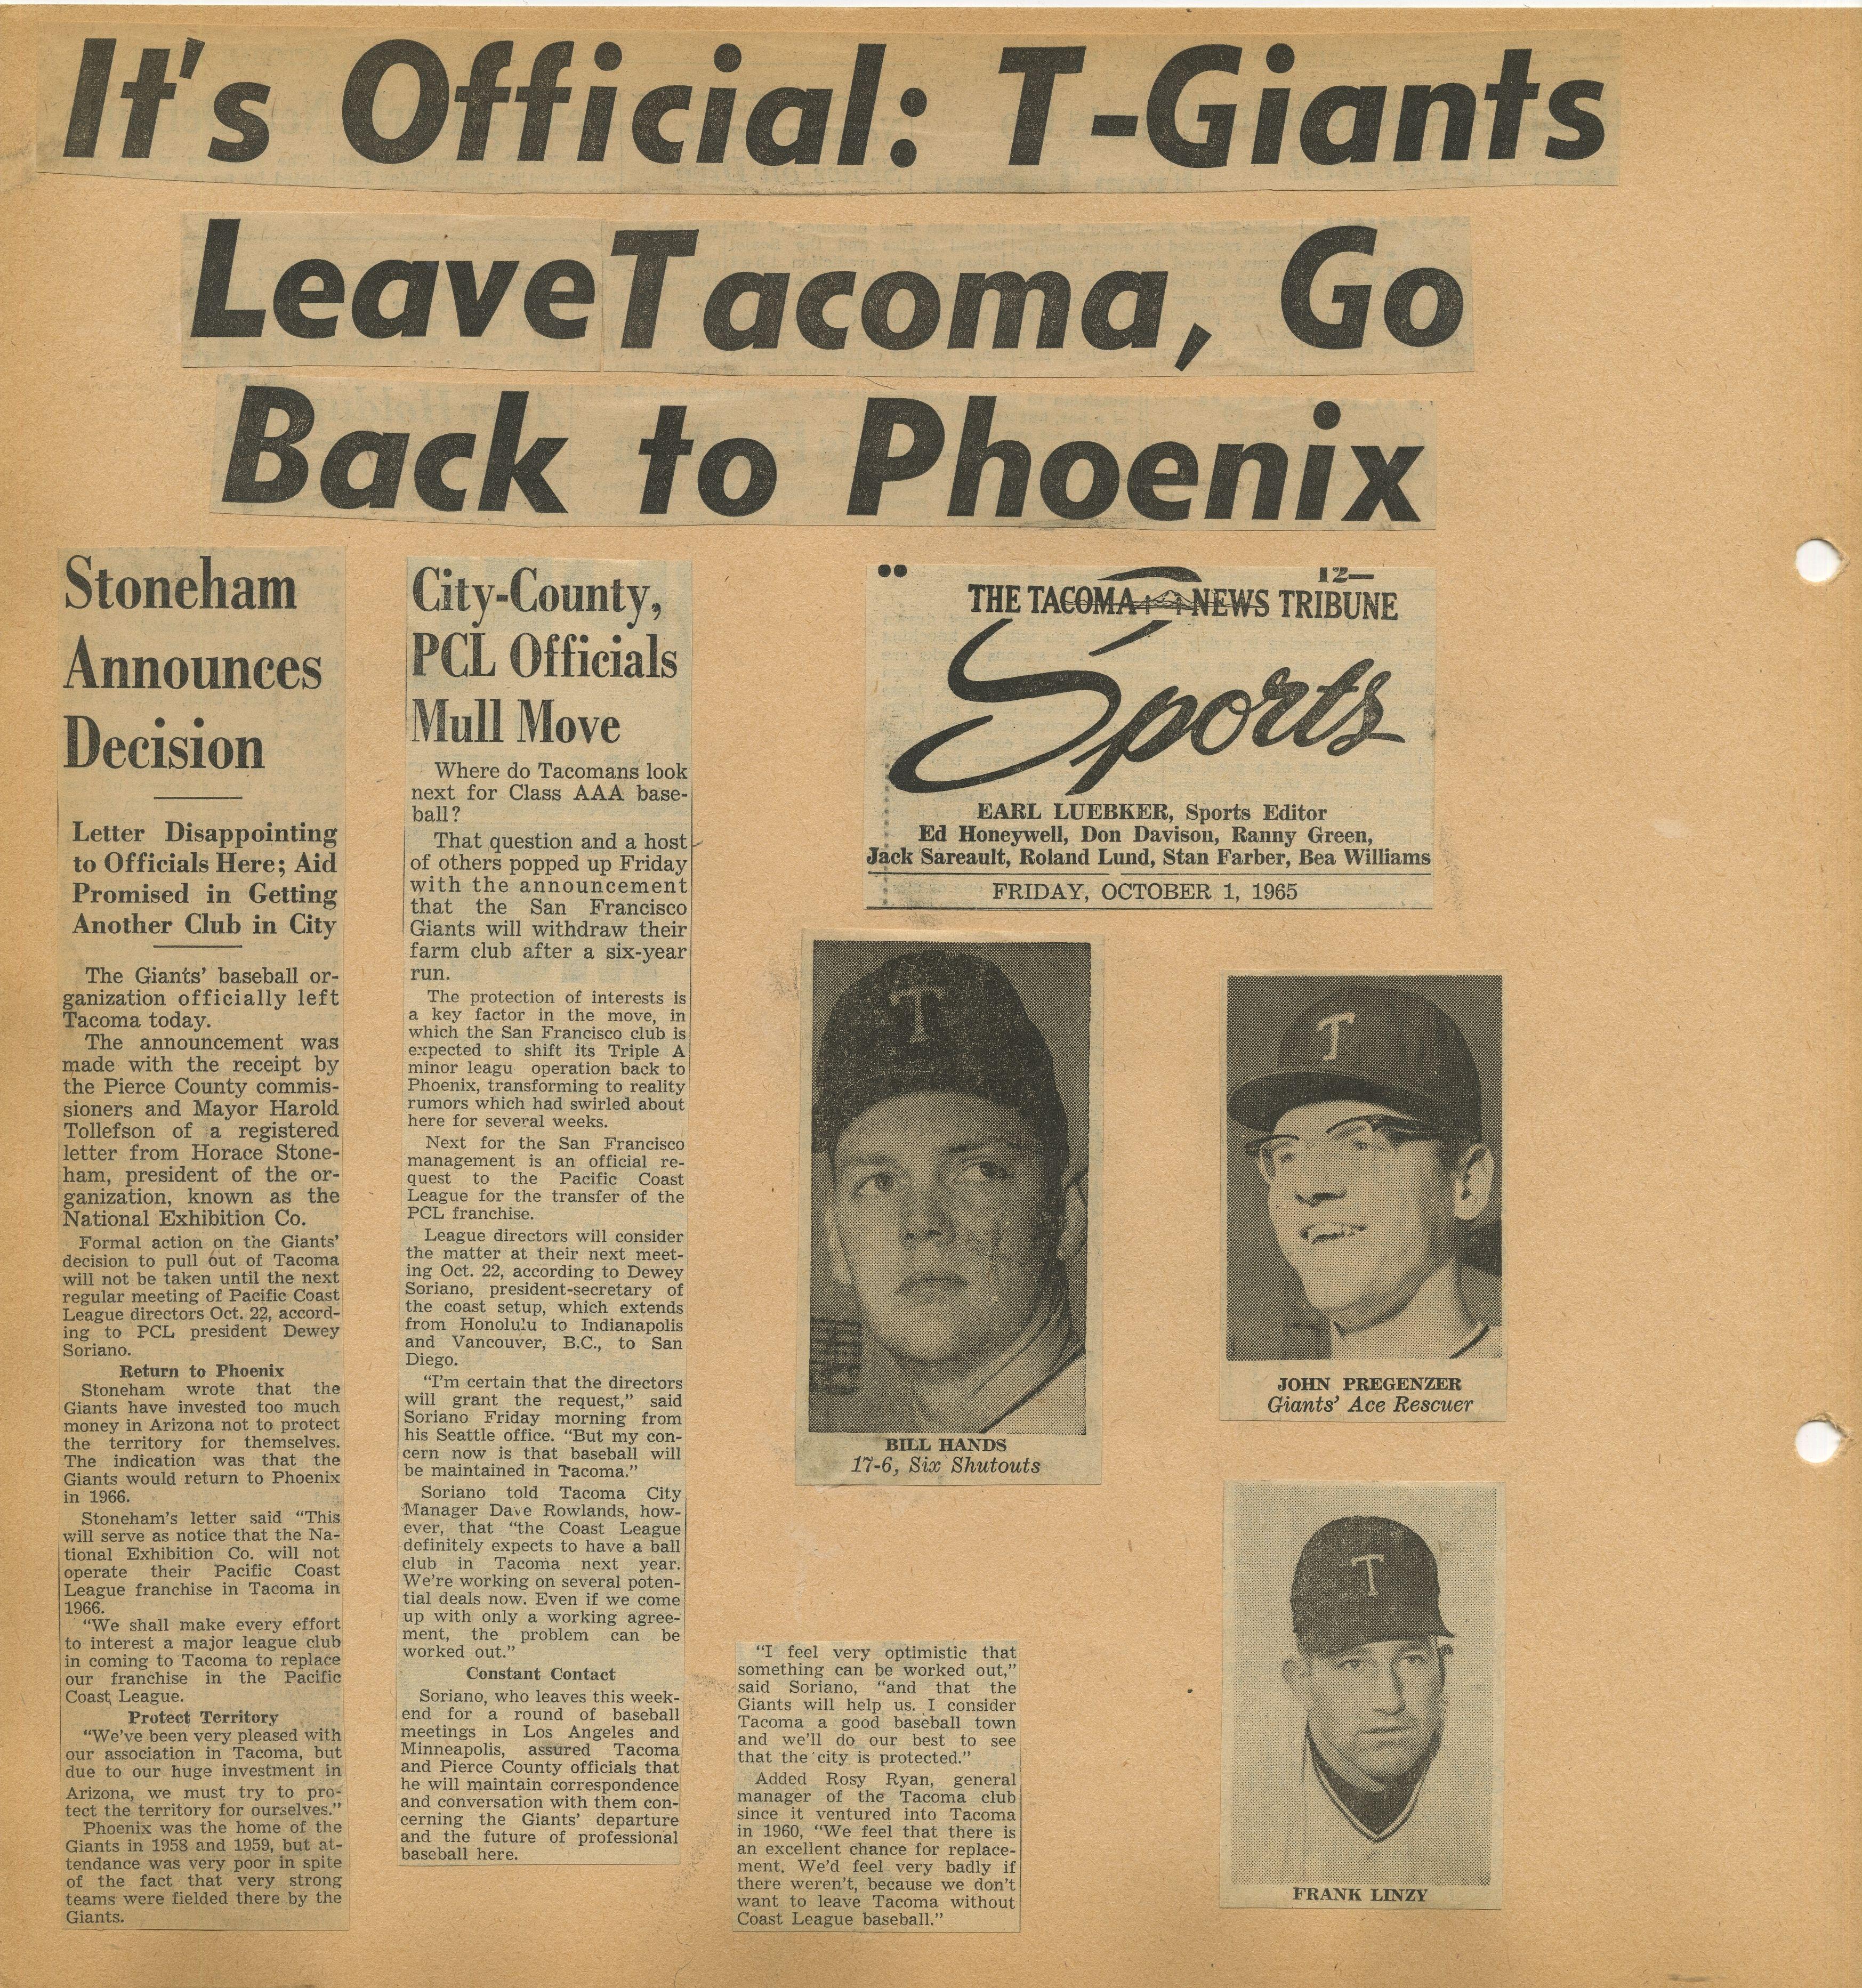 It's Official: T-Giants
Leave Tacoma, Go
Back to Phoenix
Stoneham
Announces
Decision
Letter Disappointing
to Officials Here; Aid
Promised in Getting
Another Club in City
The Giants' baseball or-
ganization officially left
Tacoma today.
The announcement was
made with the receipt by
the Pierce County commis-
sioners and Mayor Harold
Tollefson of a registered
letter from Horace Stone-
ham, president of the or-
ganization, known as the
National Exhibition Co.
Formal action on the Giants'
decision to pull out of Tacoma
will not be taken until the next
regular meeting of Pacific Coast
League directors Oct. 22, accord-
ing to PCL president Dewey
Soriano.
Return to Phoenix
Stoneham wrote that the
Giants have invested too much
money in Arizona not to protect
the territory for themselves.
The indication was that the
Giants would return to Phoenix
in 1966.
Stoneham's letter said "This
will serve as notice that the Na-
tional Exhibition Co. will not
operate their Pacific Coast
League franchise in Tacoma in
1966.
"We shall make every effort
to interest a major league club
in coming to Tacoma to replace
our franchise in the Pacific
Coast League.
Protect Territory
"We've been very pleased with
our association in Tacoma, but
due to our huge investment in
Arizona, we must try to pro-
tect the territory for ourselves."
Phoenix was the home of the
Giants in 1958 and 1959, but at-
tendance was very poor in spite
of the fact that very strong
teams were fielded there by the
Giants.
City-County,
PCL Officials
Mull Move
Where do Tacomans look
next for Class AAA base-
ball?
That question and a host
of others popped up Friday
with the announcement
that the San Francisco
Giants will withdraw their
farm club after a six-year
run.
The protection of interests is
a key factor in the move, in
which the San Francisco club is
expected to shift its Triple A
minor leagu operation back to
Phoenix, transforming to reality
rumors which had swirled about
here for several weeks.
Next for the San Francisco
management is an official re-
quest to the Pacific Coast
League for the transfer of the
PCL franchise.
League directors will consider
the matter at their next meet-
ing Oct. 22, according to Dewey
Soriano, president-secretary of
the coast setup, which extends
from Honolulu to Indianapolis
and Vancouver, B.C., to San
Diego.
"I'm certain that the directors
will grant the request," said
Soriano Friday morning from
his Seattle office. "But my con-
cern now is that baseball will
be maintained in Tacoma."
Soriano told Tacoma City
Manager Dave Rowlands, how-
ever, that "the Coast League
definitely expects to have a ball
club in Tacoma next year.
We're working on several poten-
tial deals now. Even if we come
up with only a working agree-
ment, the problem can be
worked out."
Constant Contact
Soriano, who leaves this week-
end for a round of baseball
meetings in Los Angeles and
Minneapolis, assured Tacoma
and Pierce County officials that
he will maintain correspondence
and conversation with them con-
cerning the Giants' departure
and the future of professional
baseball here.
"I feel very optimistic that
something can be worked out,"
said Soriano, "and that the
Giants will help us. I consider
Tacoma a good baseball town
and we'll do our best to see
that the city is protected."
Added Rosy Ryan, general
manager of the Tacoma club
since it ventured into Tacoma
in 1960, "We feel that there is
an excellent chance for replace-
ment. We'd feel very badly if
there weren't, because we don't
want to leave Tacoma without
Coast League baseball."
12—
THE TACOMA NEWS TRIBUNE
Sports
EARL LUEBKER, Sports Editor
Ed Honeywell, Don Davison, Ranny Green,
Jack Sareault, Roland Lund, Stan Farber, Bea Williams
FRIDAY, OCTOBER 1, 1965
T
BILL HANDS
17-6, Six Shutouts
T
JOHN PREGENZER
Giants' Ace Rescuer
T
FRANK LINZY